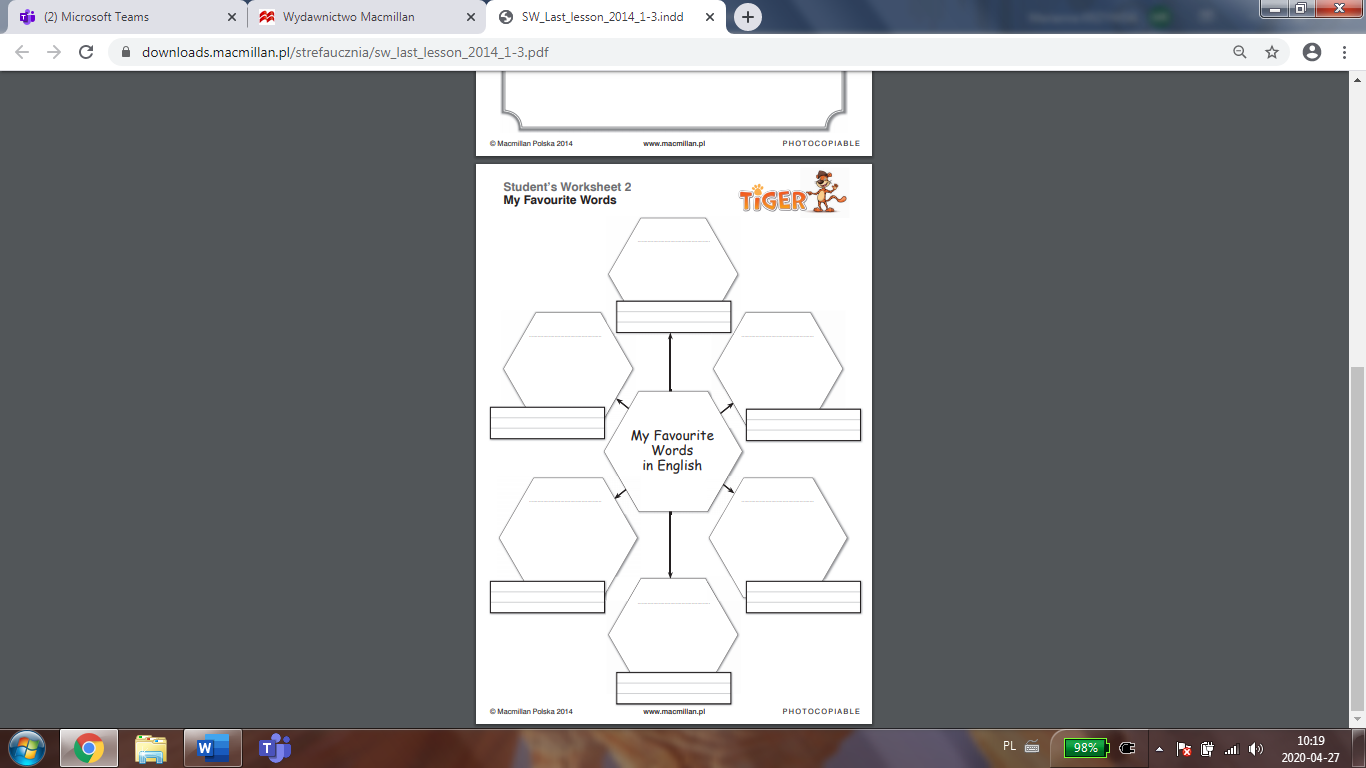 (2) Microsoft Teams
Wydawnictwo Macmillan
SW_Last_lesson_2014_1-3.indd
downloads.macmillan.pl/strefaucznia/sw_last_lesson_2014_1-3.pdf
© Macmillan Polska 2014
www.macmillan.pl
PHOTOCOPIABLE
Student's Worksheet 2
My Favourite Words
TiGER
My Favourite
Words
in English
© Macmillan Polska 2014
www.macmillan.pl
PHOTOCOPIABLE
PL
98%
10:19
2020-04-27